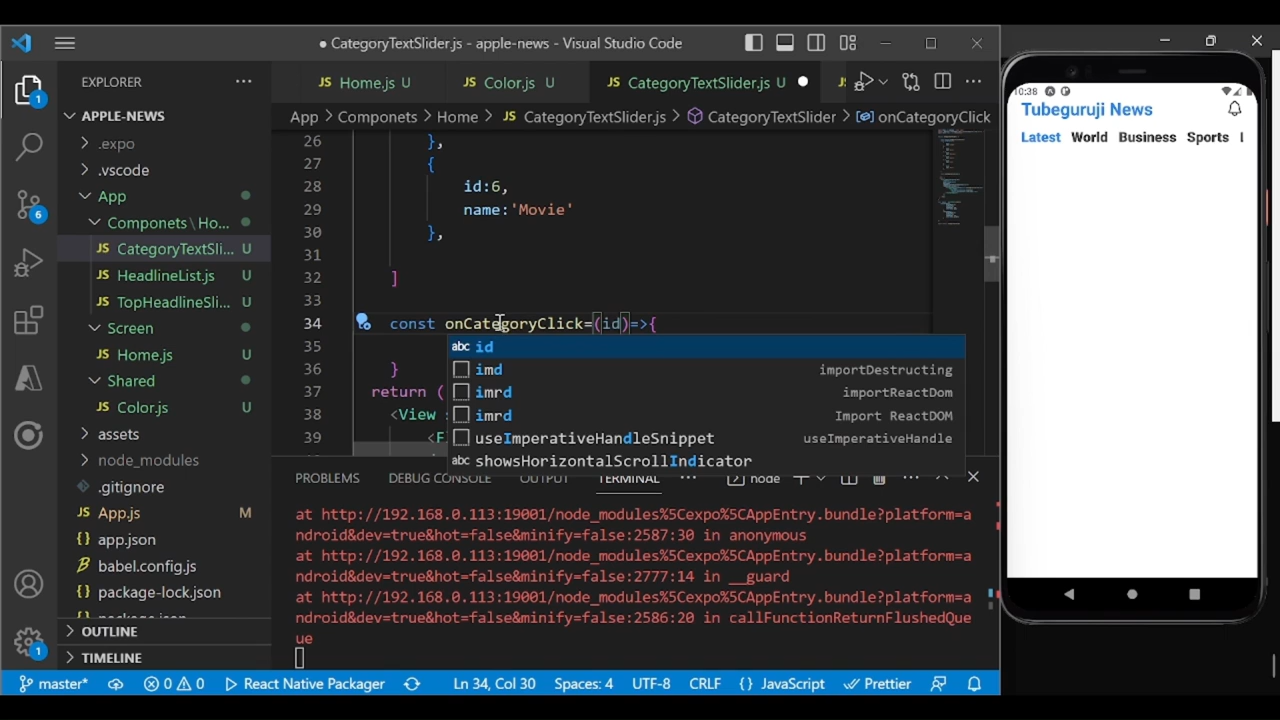 CategoryTextSlider.js - apple-news - Visual Studio Code
EXPLORER
Home.js U
Color.js U
CategoryTextSlider.js U
JS
APPLE-NEWS
App > Componets > Home > JS CategoryTextSlider.js > CategoryTextSlider > onCategoryClick
.expo
.vscode
App
Componets\Ho...
JS CategoryTextSli... U
JS HeadlineList.js U
JS TopHeadlineSli... U
Screen
JS Home.js U
Shared
JS Color.js U
assets
node_modules
.gitignore
JS App.js M
{} app.json
babel.config.js
{} package-lock.json
{} package.json
OUTLINE
TIMELINE
1
6
1
26 },
27 {
28 id:6,
29 name:'Movie'
30 },
31
32 ]
33
34 const onCategoryClick=(id)=>{
35
36 }
37 return (
38 <View s
39 <F
abc id
imd importDestructing
imrd importReactDom
imrd Import ReactDOM
useImperativeHandleSnippet useImperativeHandle
abc showsHorizontalScrollIndicator
PROBLEMS DEBUG CONSOLE OUTPUT TERMINAL ... node
at http://192.168.0.113:19001/node_modules%5Cexpo%5CAppEntry.bundle?platform=a
ndroid&dev=true&hot=false&minify=false:2587:30 in anonymous
at http://192.168.0.113:19001/node_modules%5Cexpo%5CAppEntry.bundle?platform=a
ndroid&dev=true&hot=false&minify=false:2777:14 in __guard
at http://192.168.0.113:19001/node_modules%5Cexpo%5CAppEntry.bundle?platform=a
ndroid&dev=true&hot=false&minify=false:2586:20 in callFunctionReturnFlushedQue
ue
master* 0 0 React Native Packager Ln 34, Col 30 Spaces: 4 UTF-8 CRLF {} JavaScript Prettier
10:38
Tubeguruji News
Latest World Business Sports